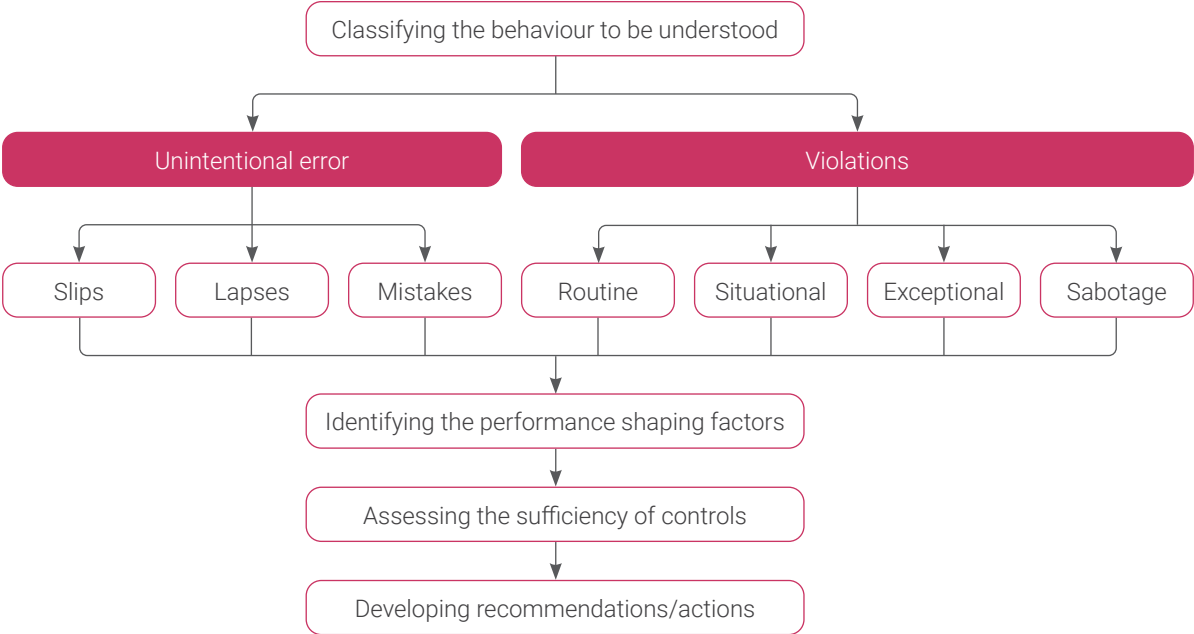 Classifying the behaviour to be understood
Unintentional error
Violations
Slips
Lapses
Mistakes
Routine
Situational
Exceptional
Sabotage
Identifying the performance shaping factors
Assessing the sufficiency of controls
Developing recommendations/actions